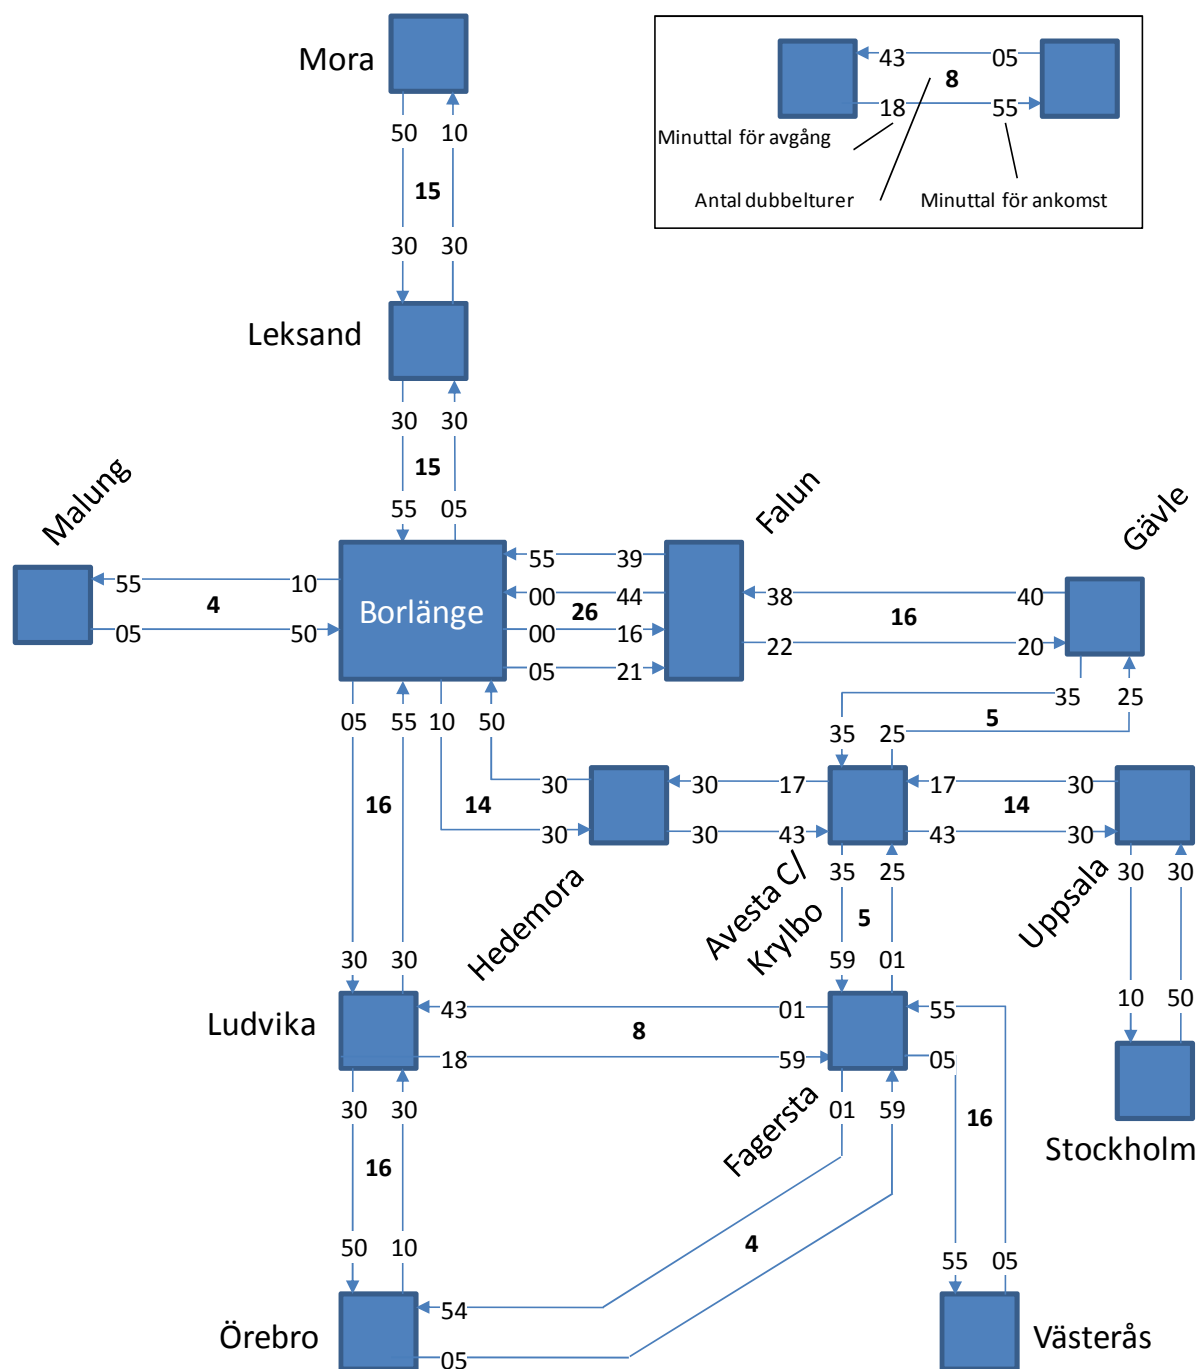 Mora
43 05
8
18 55
Minuttal för avgång
Antal dubbelturer Minuttal för ankomst
50 10
15
30 30
Leksand
30 30
15
55 05
Malung
Falun
Gävle
55 10
4
05 50
Borlänge
55 39
00 44
26
00 16
05 21
38 40
16
22 20
35 25
5
35 25
05 55 10 50
16
14
30
30
30 17
30 43
17 30
14
43 30
Hedemora
Avesta C/
Krylbo
Uppsala
35 25
5
59 01
30 30
10 50
Stockholm
30 30
Ludvika
43 01
8
18 59
55
05
Fagersta
30 30
16
50 10
01 59
4
54
05
16
55 05
Örebro
Västerås